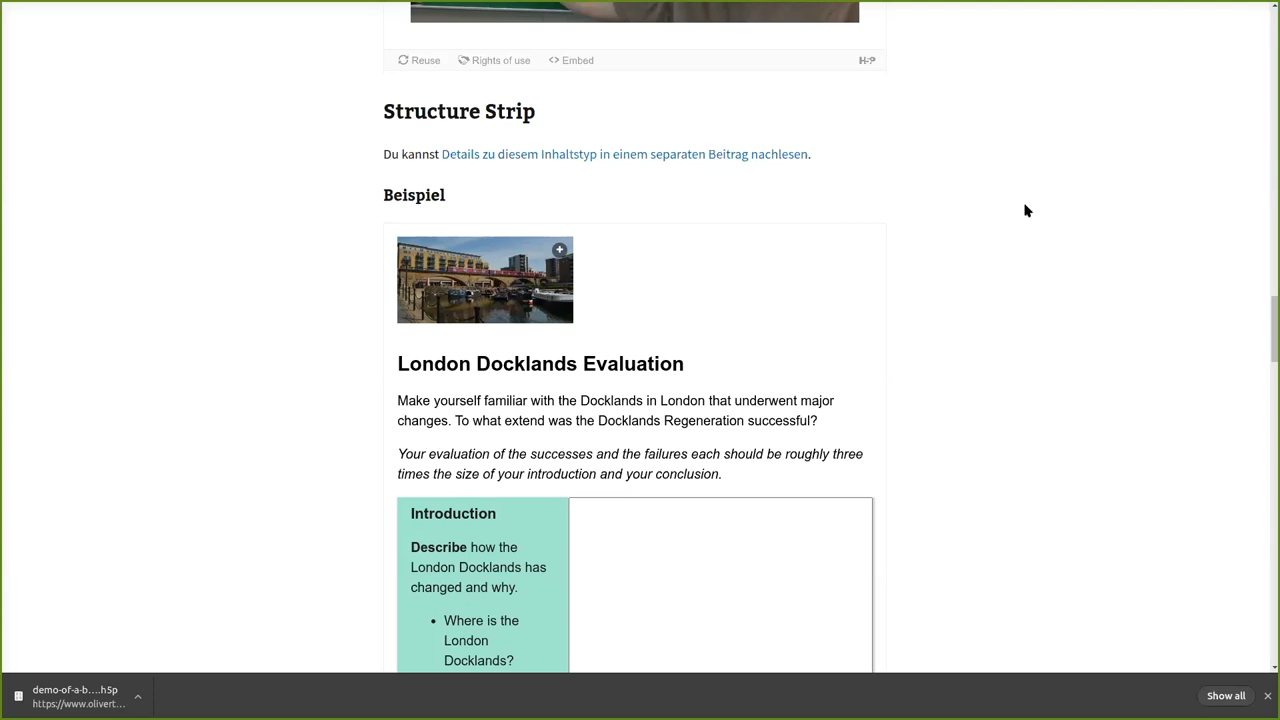 Reuse Rights of use <> Embed H5P
Structure Strip
Du kannst Details zu diesem Inhaltstyp in einem separaten Beitrag nachlesen.
Beispiel
London Docklands Evaluation
Make yourself familiar with the Docklands in London that underwent major
changes. To what extend was the Docklands Regeneration successful?
Your evaluation of the successes and the failures each should be roughly three
times the size of your introduction and your conclusion.
Introduction
Describe how the
London Docklands has
changed and why.
• Where is the
London
Docklands?
demo-of-a-b....h5p
https://www.olivert...
Show all